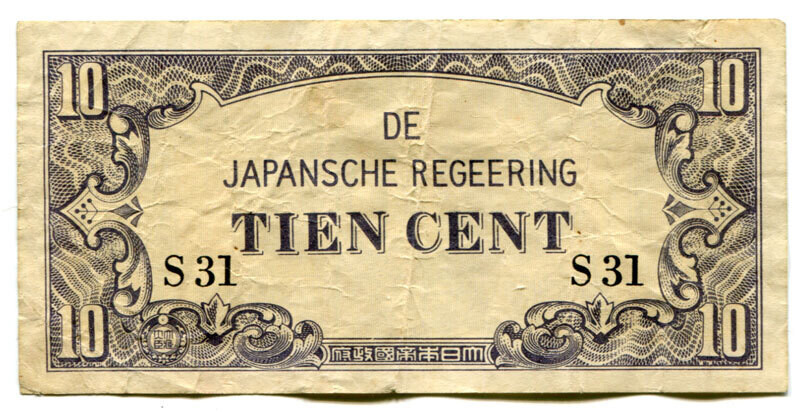 10 10
DE
JAPANSCHE REGEERING
TIEN CENT
S 31 S 31
10 10
大日本帝國政府